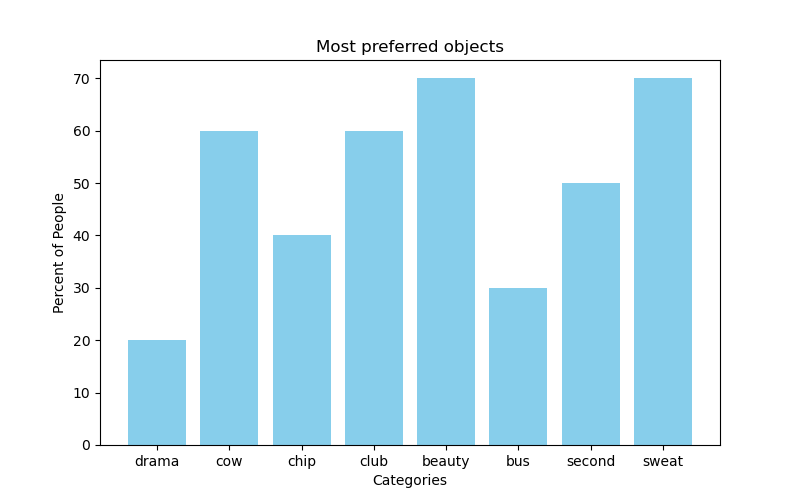 Most preferred objects
70
60
50
40
30
20
10
0
Percent of People
drama cow chip club beauty bus second sweat
Categories